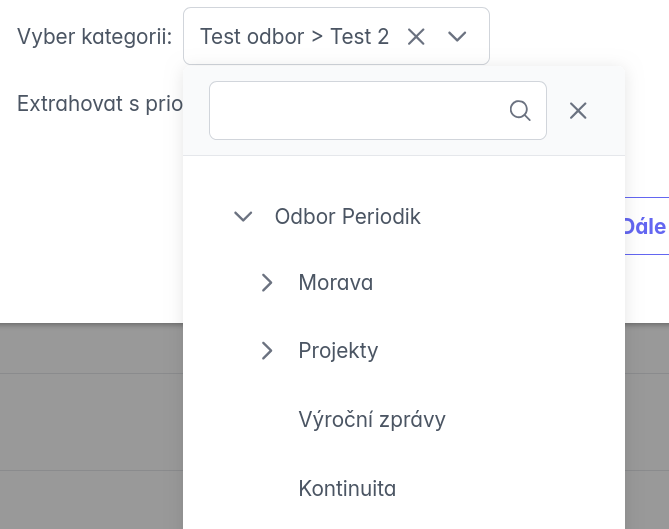 Vyber kategorii: Test odbor > Test 2
Extrahovat s prio
Dále
Odbor Periodik
Morava
Projekty
Výroční zprávy
Kontinuita